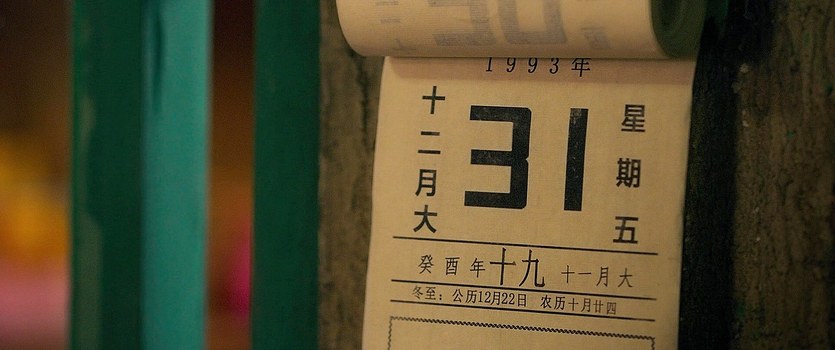 1993年
十二月大
31
星期五
癸酉年十九 十一月大
冬至：公历12月22日 农历十月廿四